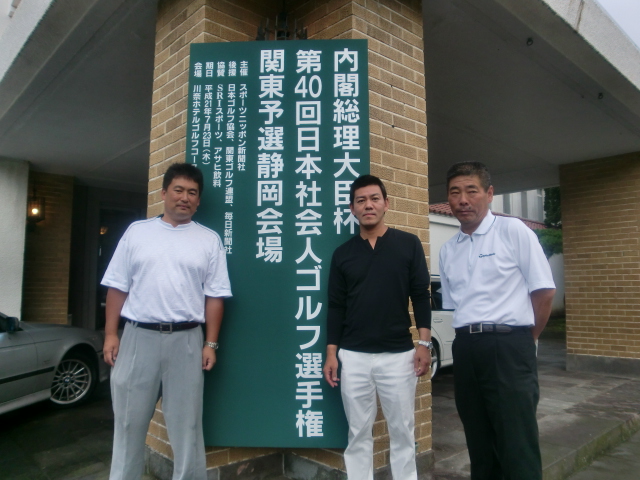 内閣総理大臣杯
第40回日本社会人ゴルフ選手権
関東予選静岡会場
主催 スポーツニッポン新聞社
後援 日本ゴルフ協会、関東ゴルフ連盟、毎日新聞社
協賛 SRIスポーツ、アサヒ飲料
期日 平成21年7月23日(木)
会場 川奈ホテルゴルフコー